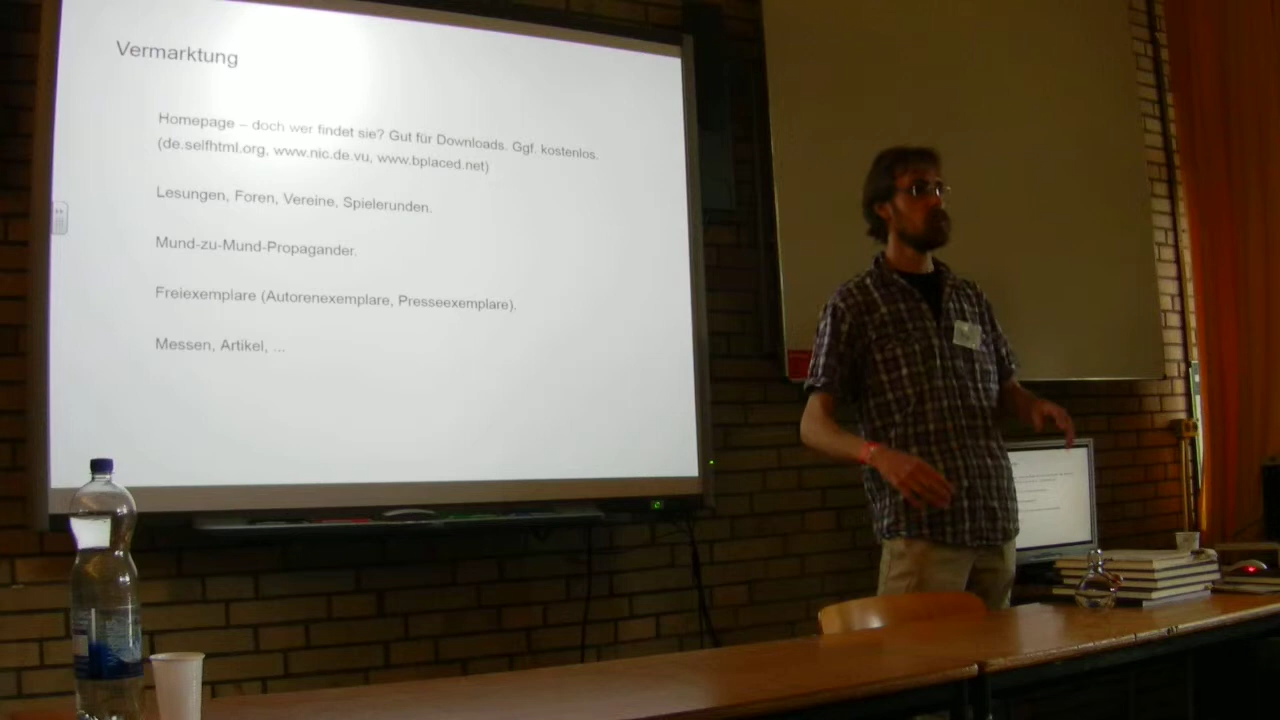 Vermarktung
Homepage – doch wer findet sie? Gut für Downloads. Ggf. kostenlos.
(de.selfhtml.org, www.nic.de.vu, www.bplaced.net)
Lesungen, Foren, Vereine, Spielerunden.
Mund-zu-Mund-Propagander.
Freiexemplare (Autorenexemplare, Presseexemplare).
Messen, Artikel, ...